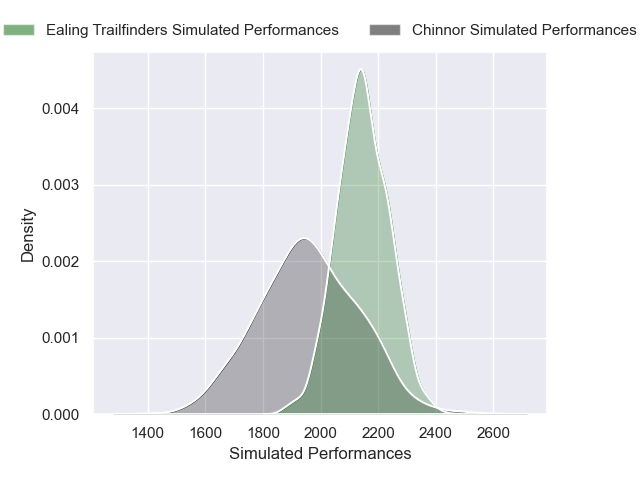 Ealing Trailfinders Simulated Performances
Chinnor Simulated Performances
0.004
0.003
0.002
0.001
0.000
Density
1400 1600 1800 2000 2200 2400 2600
Simulated Performances